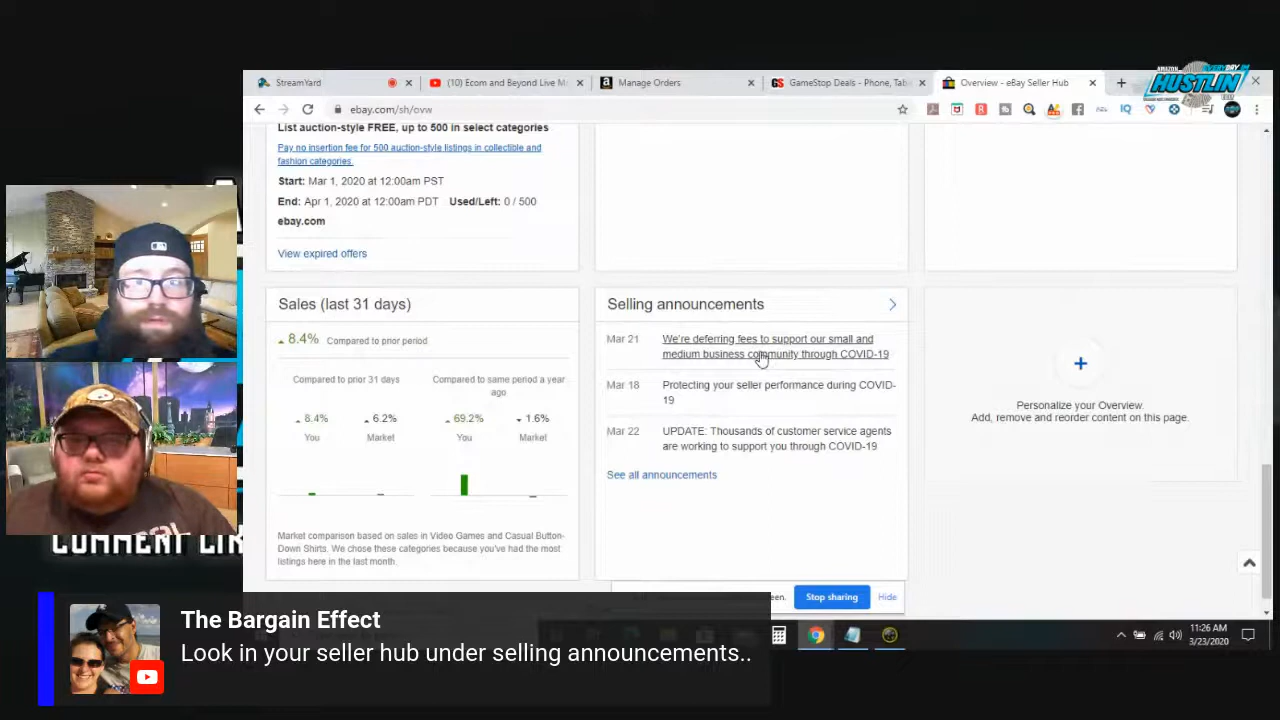 StreamYard
(10) Ecom and Beyond Live M
Manage Orders
GameStop Deals - Phone, Tab
Overview - eBay Seller Hub
HUSTLIN'
ebay.com/sh/ovw
List auction-style FREE, up to 500 in select categories
Pay no insertion fee for 500 auction-style listings in collectible and
fashion categories.
Start: Mar 1, 2020 at 12:00am PST
End: Apr 1, 2020 at 12:00am PDT Used/Left: 0 / 500
ebay.com
View expired offers
Sales (last 31 days)
8.4% Compared to prior period
Compared to prior 31 days
Compared to same period a year
ago
8.4%
6.2%
69.2%
1.6%
You
Market
You
Market
Market comparison based on sales in Video Games and Casual Button-
Down Shirts. We chose these categories because you've had the most
listings here in the last month.
Selling announcements
Mar 21 We're deferring fees to support our small and
medium business community through COVID-19
Mar 18 Protecting your seller performance during COVID-
19
Mar 22 UPDATE: Thousands of customer service agents
are working to support you through COVID-19
See all announcements
Personalize your Overview.
Add, remove and reorder content on this page.
een.
Stop sharing
Hide
COMMENT LIK
11:26 AM
3/23/2020
The Bargain Effect
Look in your seller hub under selling announcements..